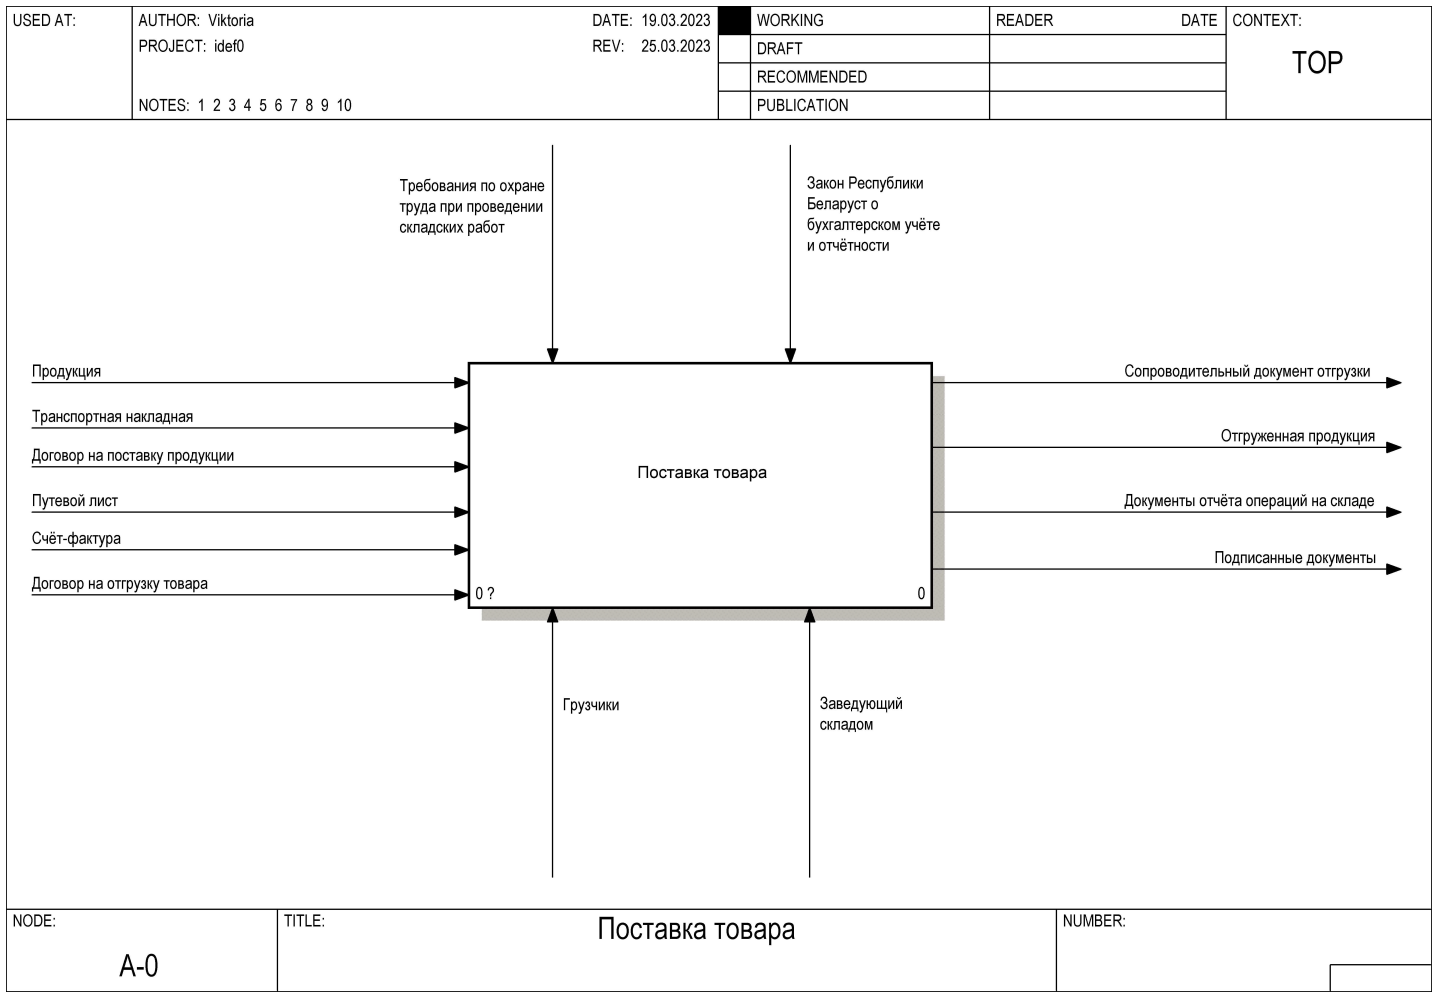 USED AT:
AUTHOR: Viktoria
DATE: 19.03.2023
PROJECT: idef0
REV: 25.03.2023
NOTES: 1 2 3 4 5 6 7 8 9 10
WORKING
DRAFT
RECOMMENDED
PUBLICATION
READER DATE
CONTEXT:
TOP
Требования по охране
труда при проведении
складских работ
Закон Республики
Беларуст о
бухгалтерском учёте
и отчётности
Продукция
Транспортная накладная
Договор на поставку продукции
Путевой лист
Счёт-фактура
Договор на отгрузку товара
Поставка товара
0 ?
0
Сопроводительный документ отгрузки
Отгруженная продукция
Документы отчёта операций на складе
Подписанные документы
Грузчики
Заведующий
складом
NODE:
A-0
TITLE:
Поставка товара
NUMBER: